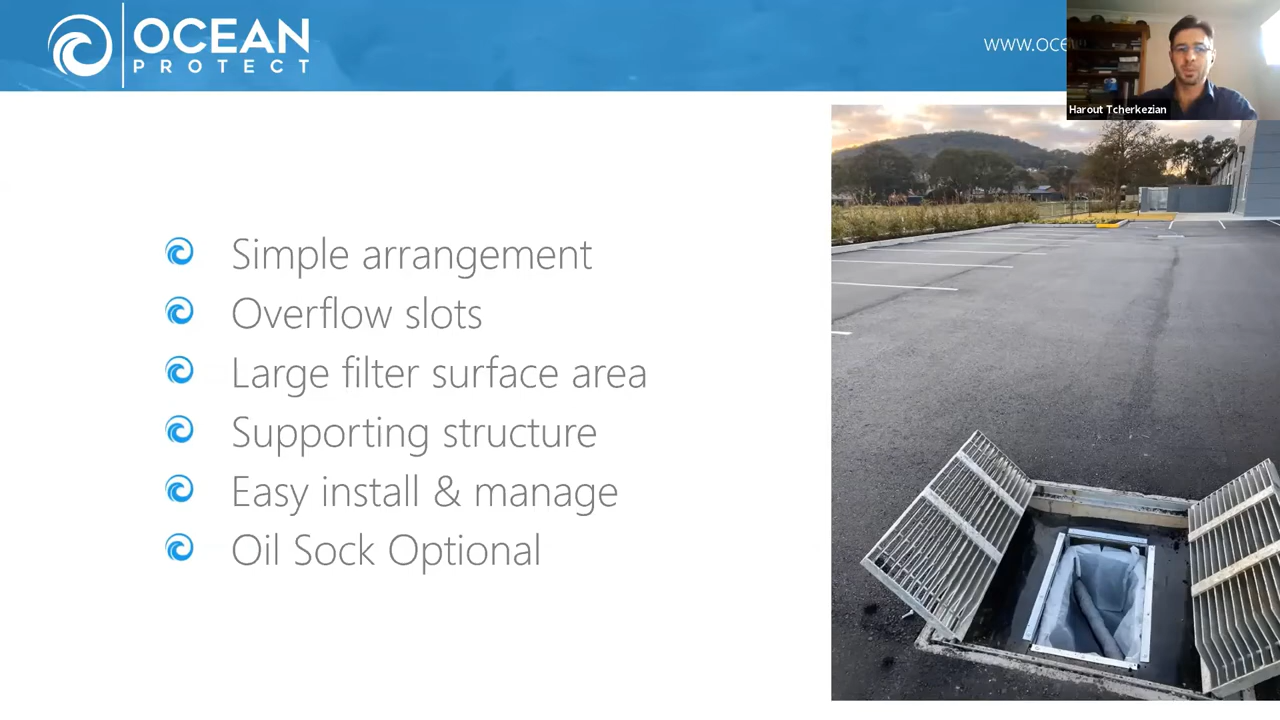 OCEAN
PROTECT
www.oce
Harout Tcherkezian
Simple arrangement
Overflow slots
Large filter surface area
Supporting structure
Easy install & manage
Oil Sock Optional